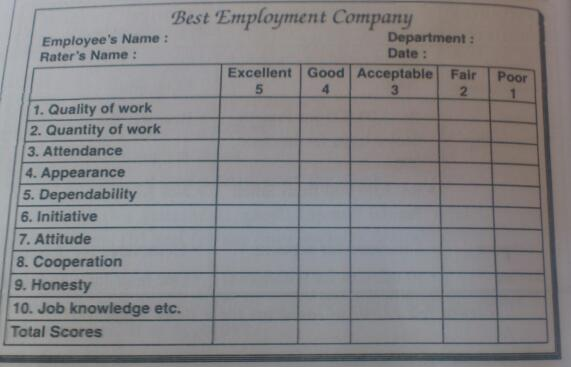 Best Employment Company
Employee's Name : Department :
Rater's Name : Date :
Excellent Good Acceptable Fair Poor
5 4 3 2 1
1. Quality of work
2. Quantity of work
3. Attendance
4. Appearance
5. Dependability
6. Initiative
7. Attitude
8. Cooperation
9. Honesty
10. Job knowledge etc.
Total Scores